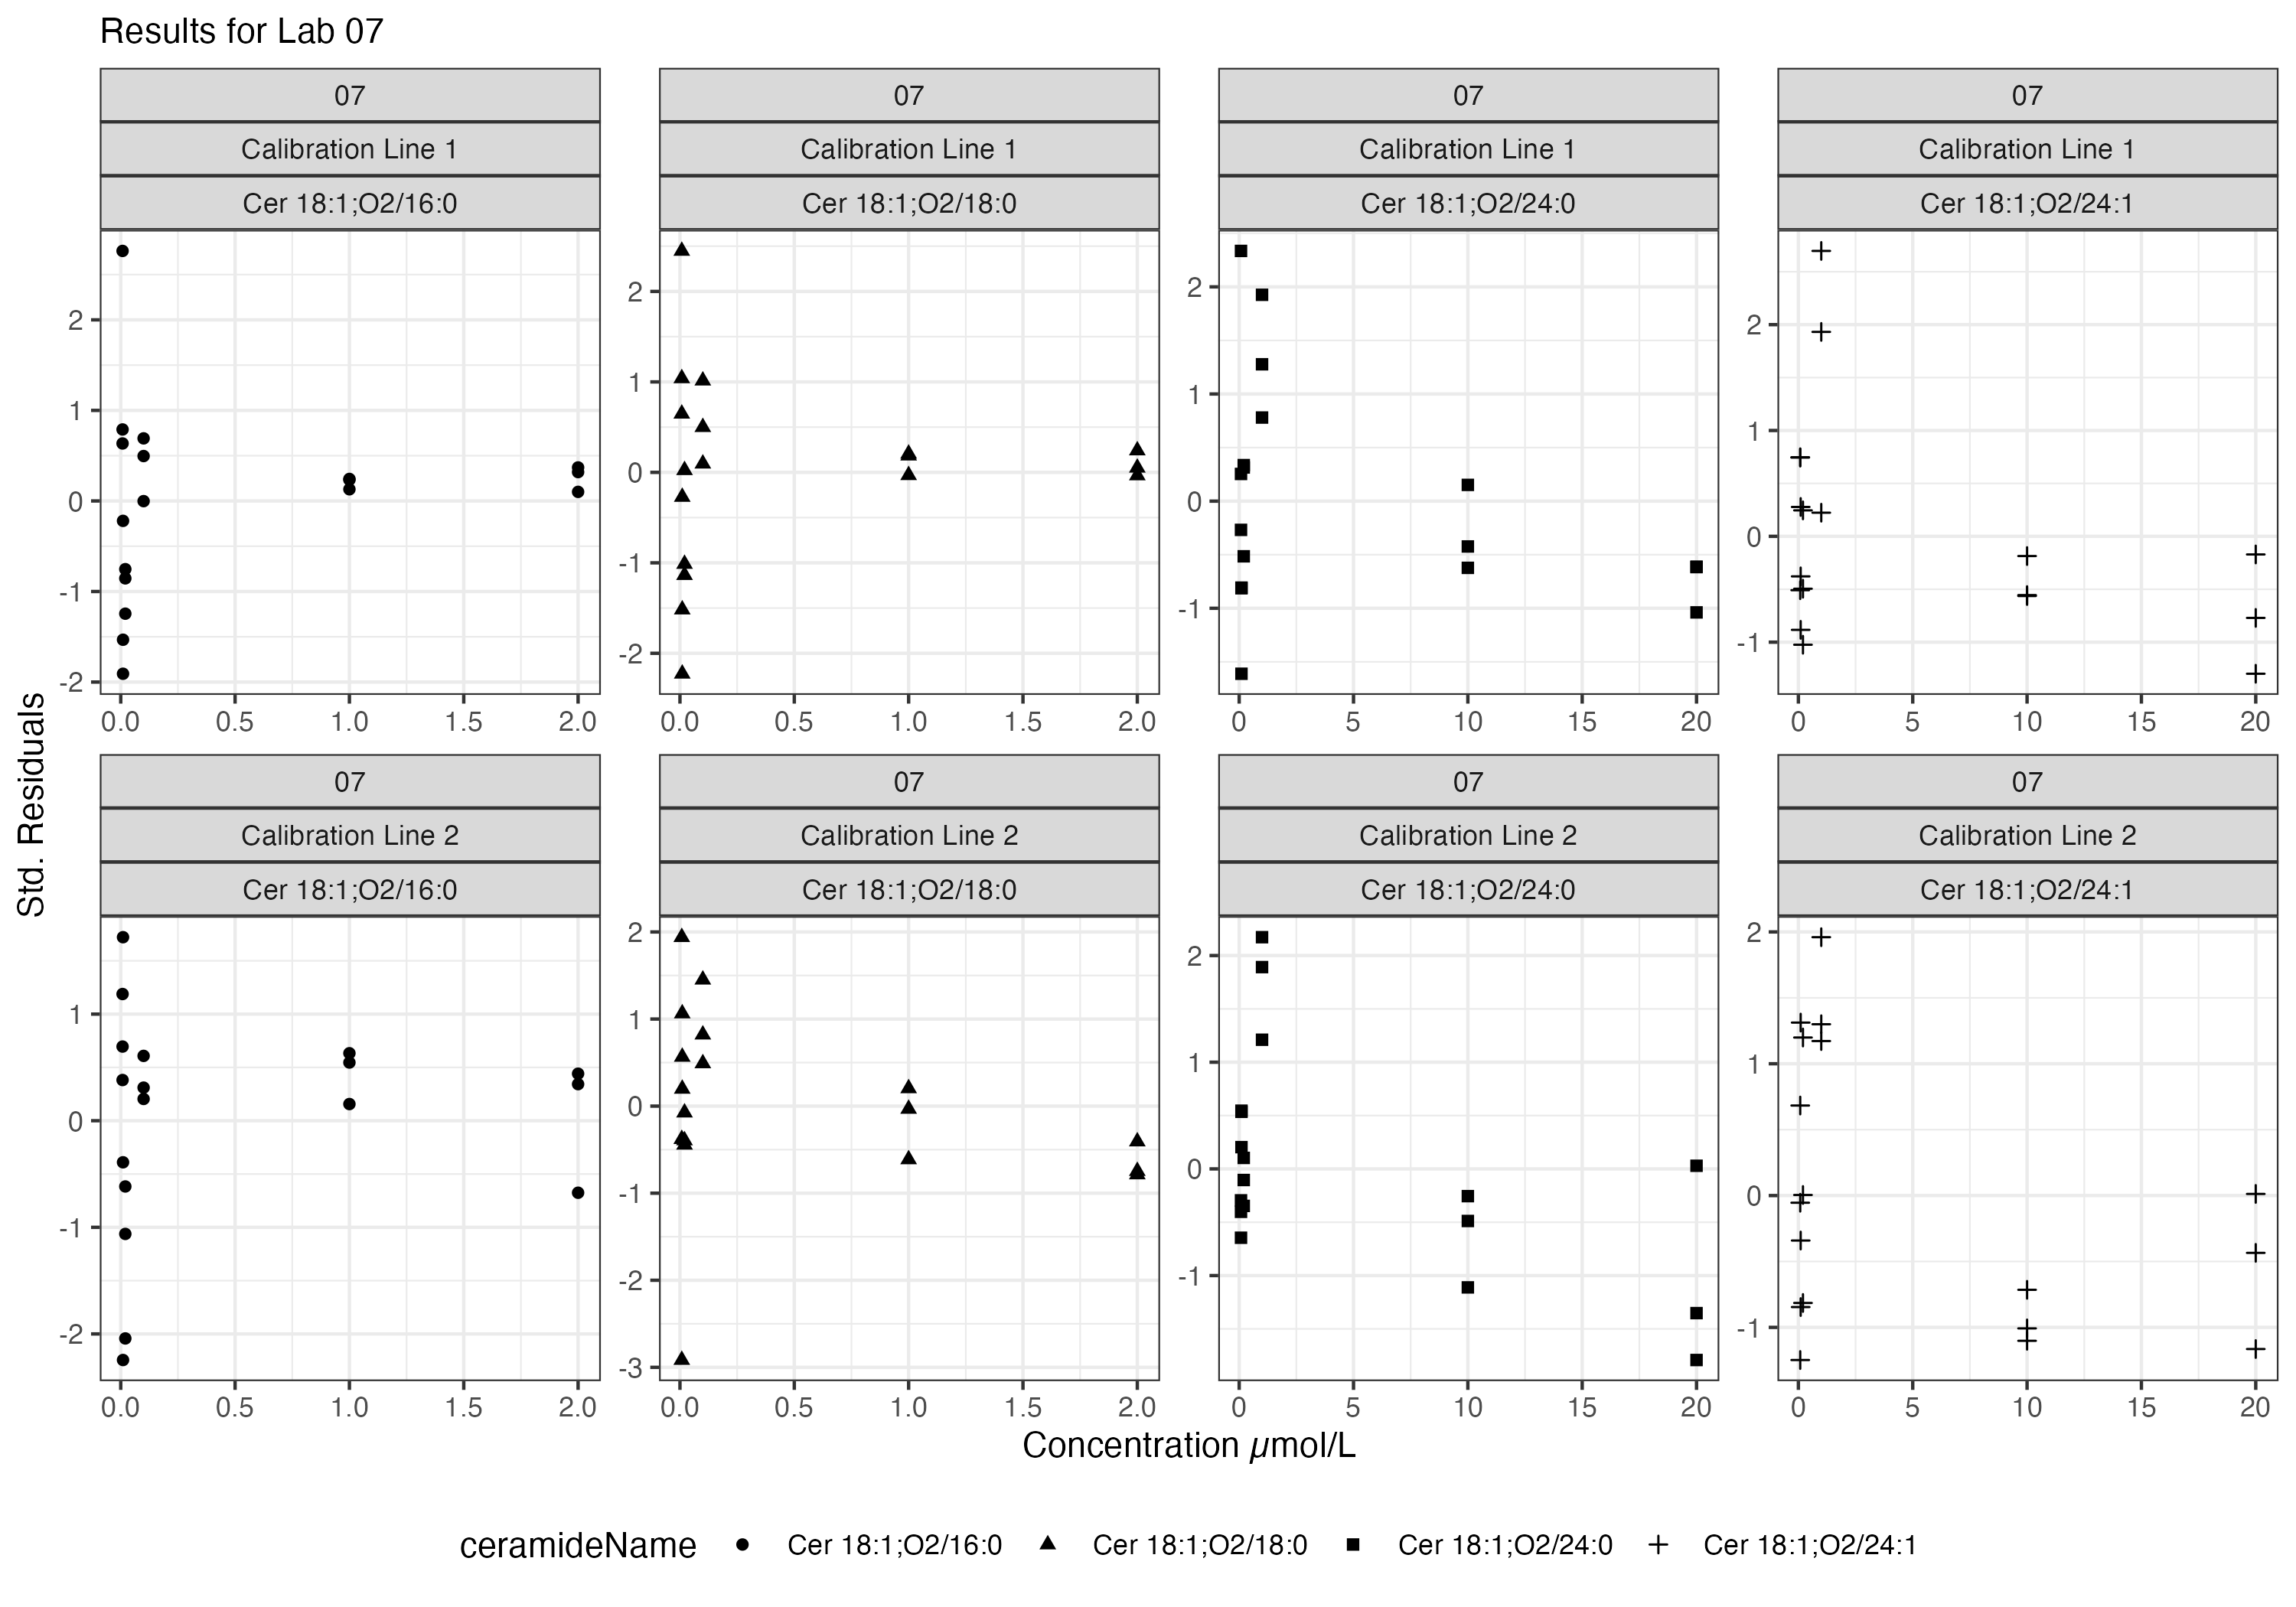 Results for Lab 07
07 07 07 07
Calibration Line 1 Calibration Line 1 Calibration Line 1 Calibration Line 1
Cer 18:1;O2/16:0 Cer 18:1;O2/18:0 Cer 18:1;O2/24:0 Cer 18:1;O2/24:1
2 1 0 -1 -2
2 1 0 -1 -2
2 1 0 -1
2 1 0 -1
0.0 0.5 1.0 1.5 2.0 0.0 0.5 1.0 1.5 2.0 0 5 10 15 20 0 5 10 15 20
Std. Residuals
07 07 07 07
Calibration Line 2 Calibration Line 2 Calibration Line 2 Calibration Line 2
Cer 18:1;O2/16:0 Cer 18:1;O2/18:0 Cer 18:1;O2/24:0 Cer 18:1;O2/24:1
1 0 -1 -2
2 1 0 -1 -2 -3
2 1 0 -1
2 1 0 -1
0.0 0.5 1.0 1.5 2.0 0.0 0.5 1.0 1.5 2.0 0 5 10 15 20 0 5 10 15 20
Concentration µmol/L
ceramideName Cer 18:1;O2/16:0 Cer 18:1;O2/18:0 Cer 18:1;O2/24:0 Cer 18:1;O2/24:1